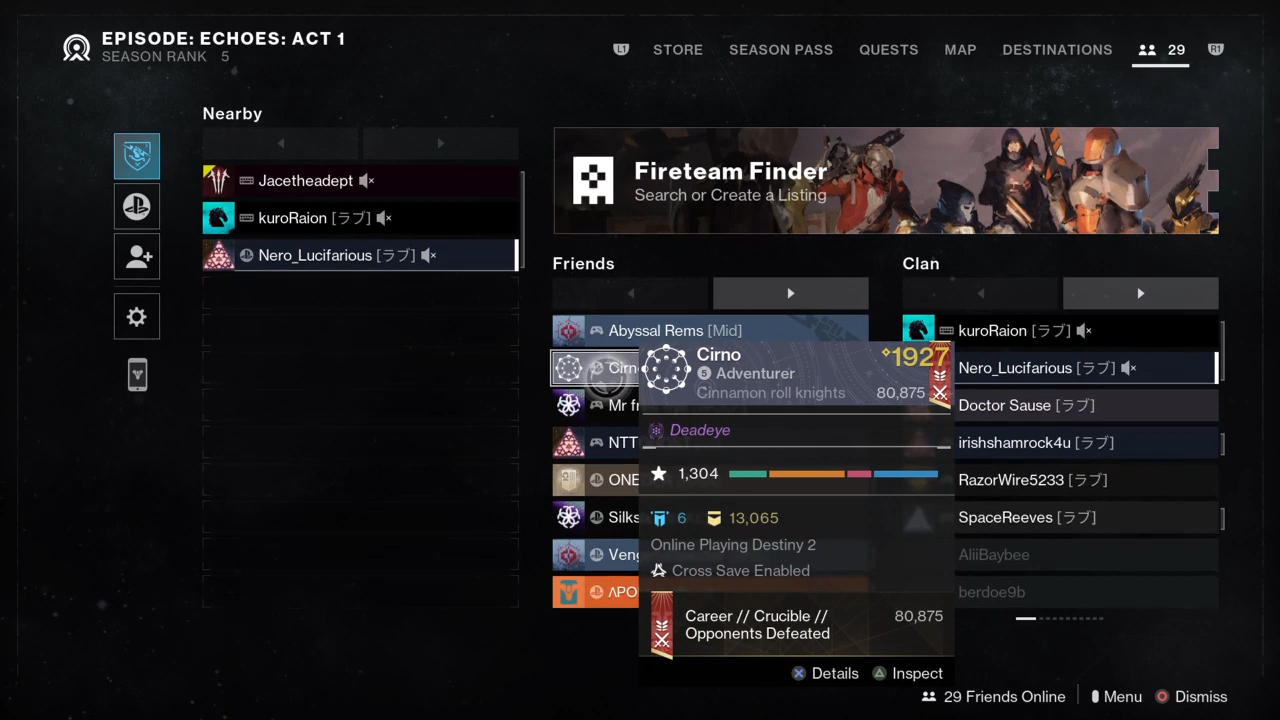 EPISODE: ECHOES: ACT 1
SEASON RANK 5
L1 STORE SEASON PASS QUESTS MAP DESTINATIONS 29 R1
Nearby
Jacetheadept
kuroRaion [ラブ]
Nero_Lucifarious [ラブ]
Fireteam Finder
Search or Create a Listing
Friends
Abyssal Rems [Mid]
Cirn
Mr fr
NTT
ONE
Silks
Veng
ΛPO
Cirno
1927
5 Adventurer
Cinnamon roll knights 80,875
Deadeye
1,304
6 13,065
Online Playing Destiny 2
Cross Save Enabled
Career // Crucible // 80,875
Opponents Defeated
Details Inspect
Clan
kuroRaion [ラブ]
Nero_Lucifarious [ラブ]
Doctor Sause [ラブ]
irishshamrock4u [ラブ]
RazorWire5233 [ラブ]
SpaceReeves [ラブ]
AliiBaybee
berdoe9b
29 Friends Online Menu Dismiss